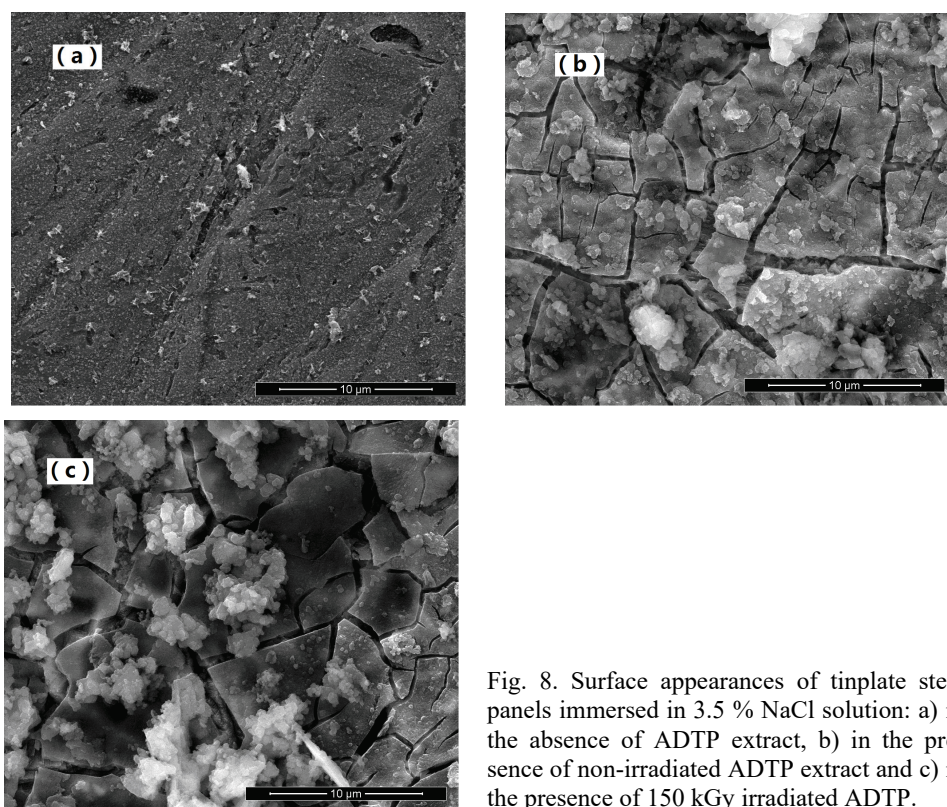 (a)
10 µm
(b)
10 µm
(c)
10 µm
Fig. 8. Surface appearances of tinplate ste
panels immersed in 3.5 % NaCl solution: a)
the absence of ADTP extract, b) in the pre
sence of non-irradiated ADTP extract and c)
the presence of 150 kGy irradiated ADTP.